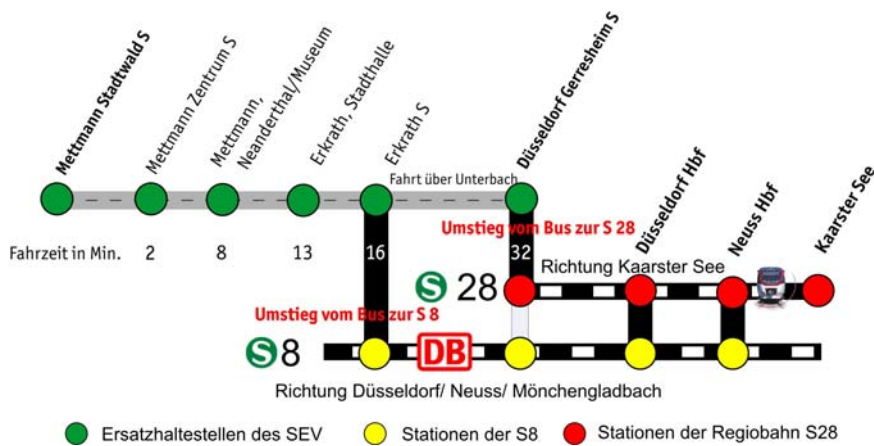 Mettmann Stadtwald S
Mettmann Zentrum S
Mettmann,
Neanderthal/Museum
Erkrath, Stadthalle
Erkrath S
Düsseldorf Gerresheim S
Fahrt über Unterbach
Düsseldorf Hbf
Neuss Hbf
Kaarster See
Umstieg vom Bus zur S 28
Fahrzeit in Min. 2 8 13 16 32
Richtung Kaarster See
S 28
Umstieg vom Bus zur S 8
S 8
DB
Richtung Düsseldorf/ Neuss/ Mönchengladbach
Ersatzhaltestellen des SEV
Stationen der S8
Stationen der Regiobahn S28